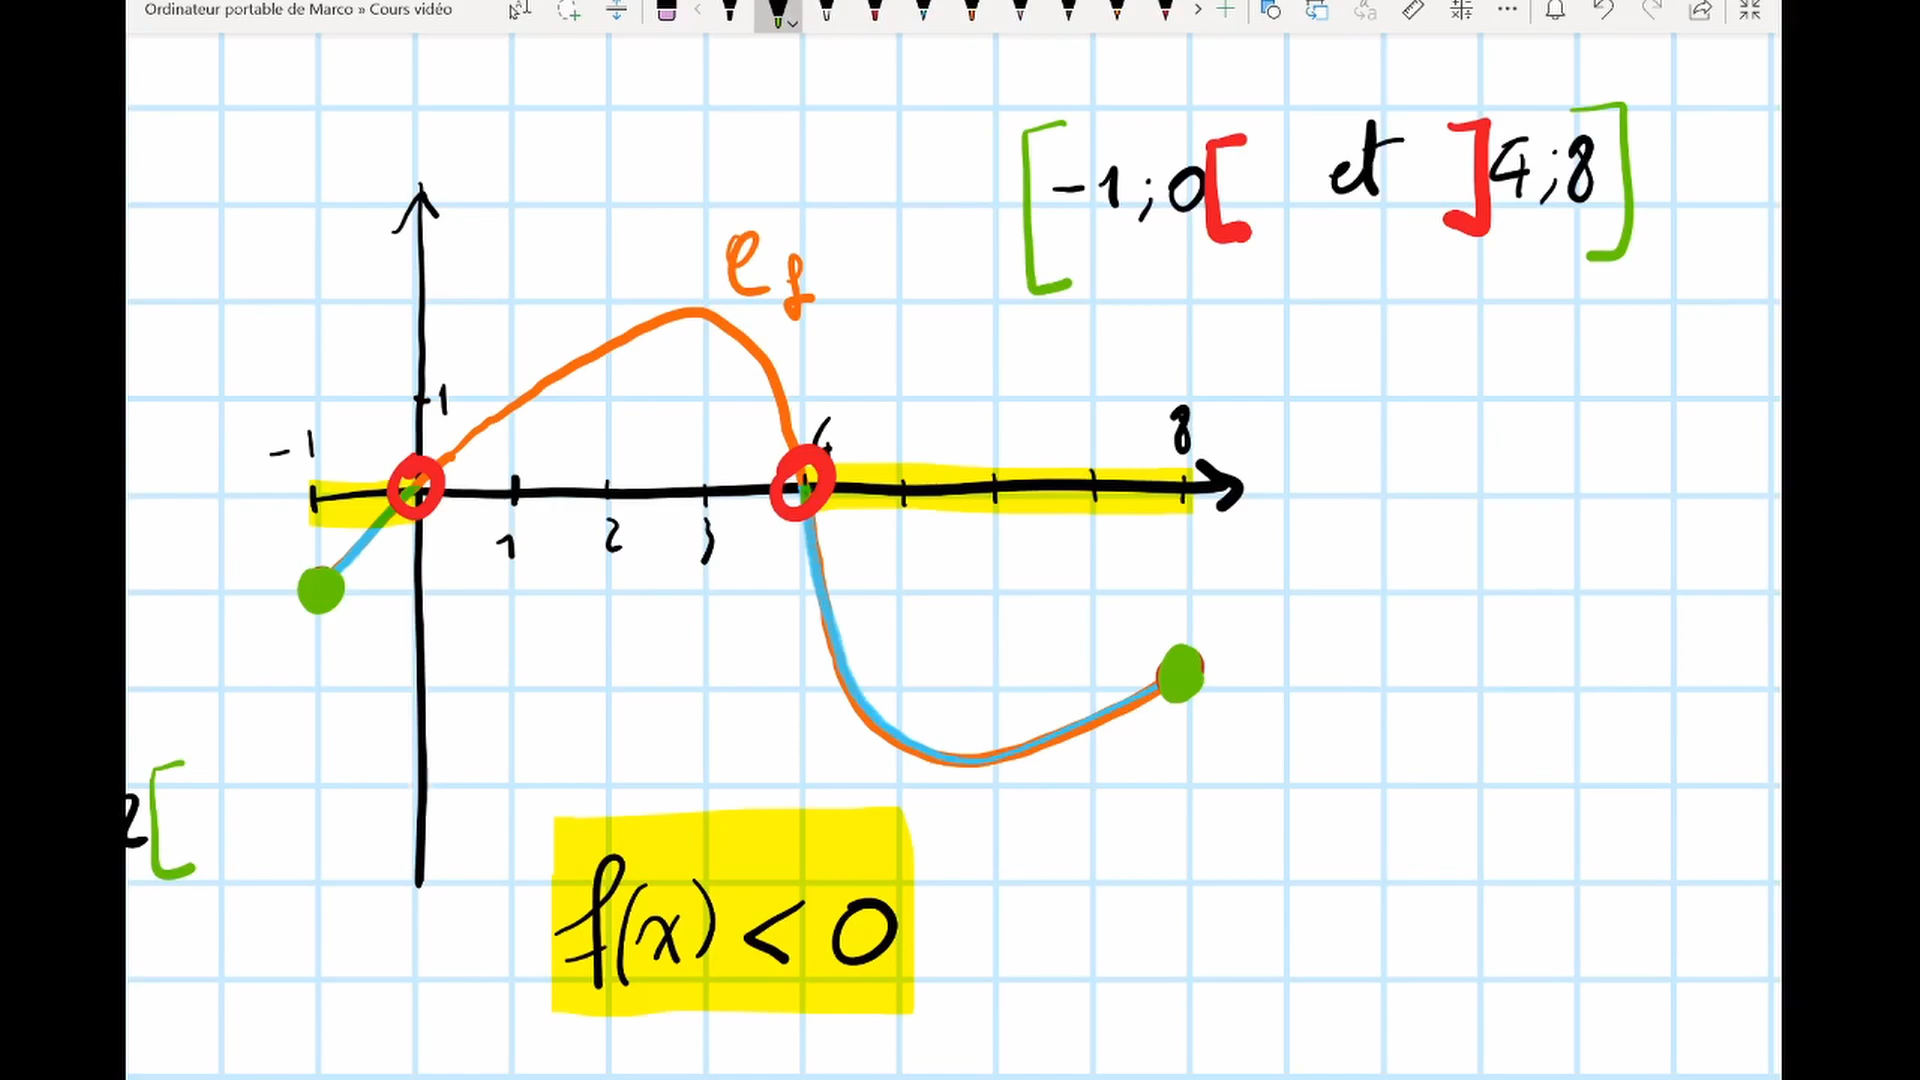 Ordinateur portable de Marco » Cours vidéo
[-1 ; 0[ et ]4 ; 8]
Cf
1
-1
4
8
1
2
3
2[
f(x) < 0